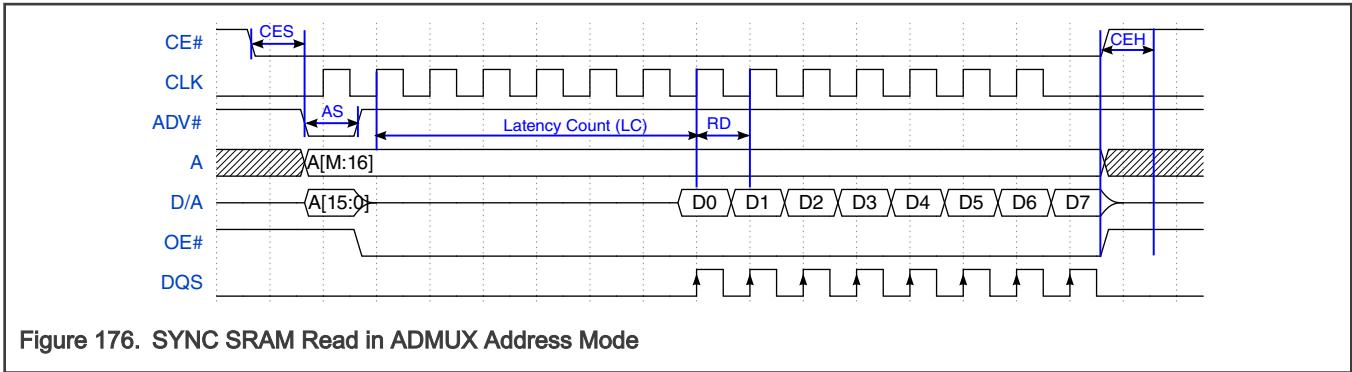 CE# CES CEH
CLK
ADV# AS Latency Count (LC) RD
A A[M:16]
D/A A[15:0] D0 D1 D2 D3 D4 D5 D6 D7
OE#
DQS
Figure 176. SYNC SRAM Read in ADMUX Address Mode